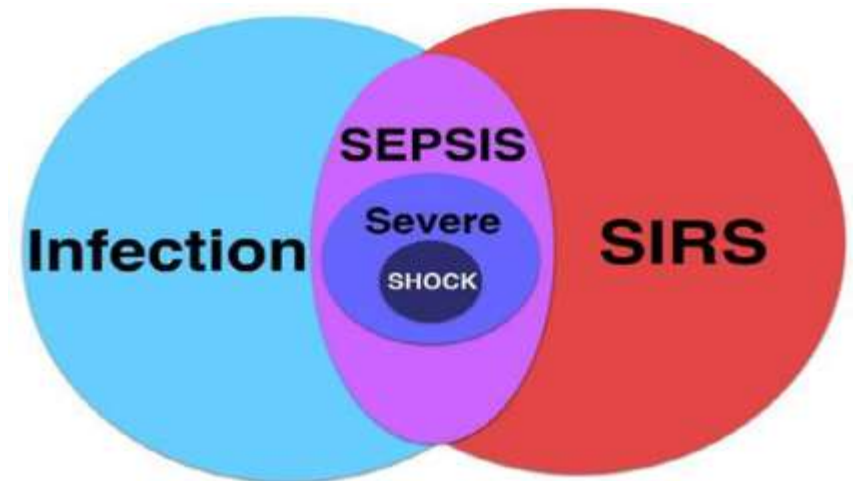 SEPSIS
Severe
Infection
SHOCK
SIRS